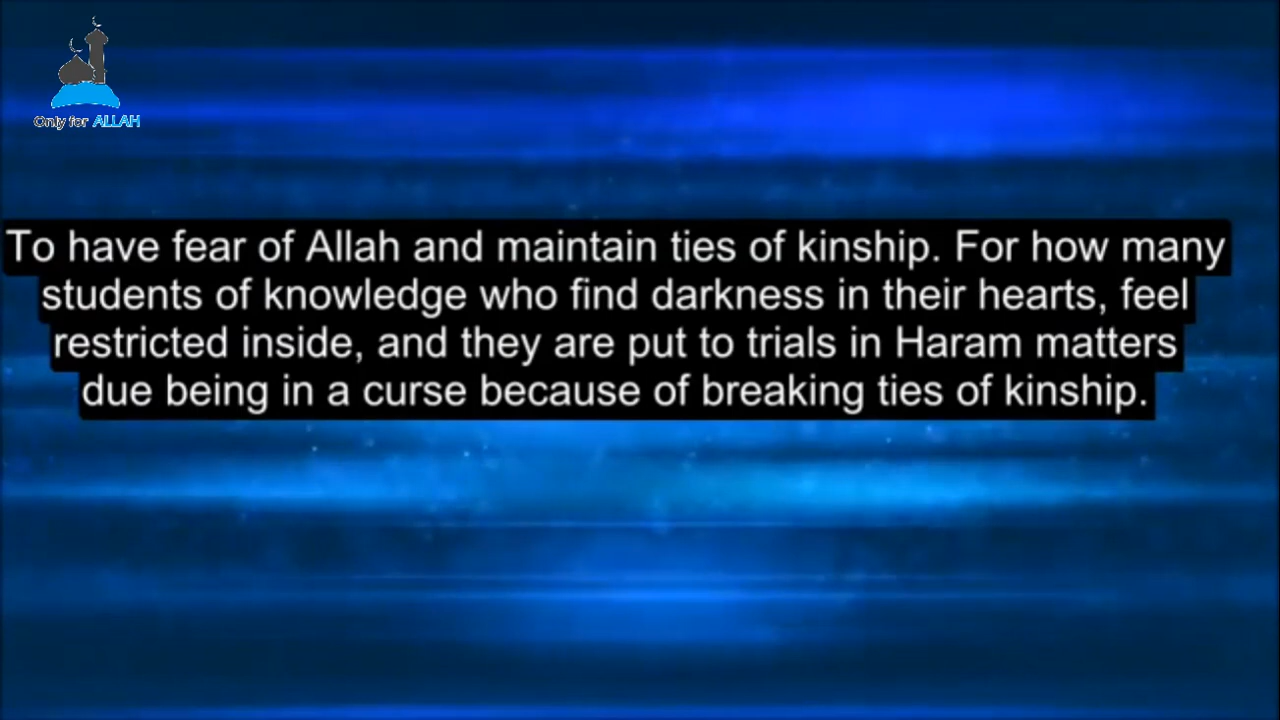 Only for ALLAH
To have fear of Allah and maintain ties of kinship. For how many
students of knowledge who find darkness in their hearts, feel
restricted inside, and they are put to trials in Haram matters
due being in a curse because of breaking ties of kinship.